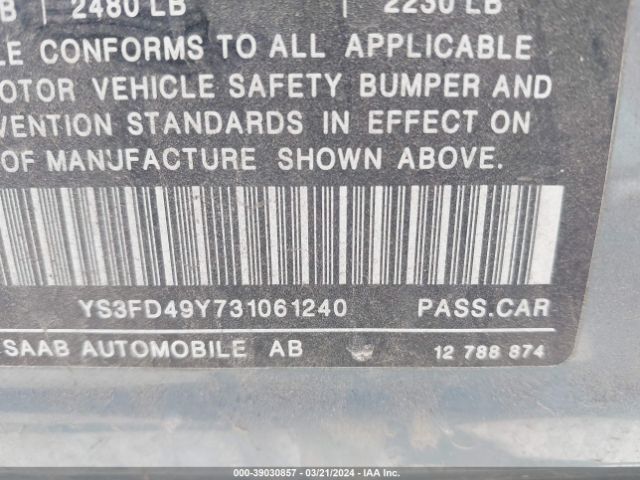 B | 2480 LB | 2230 LB
LE CONFORMS TO ALL APPLICABLE
MOTOR VEHICLE SAFETY BUMPER AND
VENTION STANDARDS IN EFFECT ON
OF MANUFACTURE SHOWN ABOVE.
YS3FD49Y731061240 PASS.CAR
SAAB AUTOMOBILE AB 12 788 874
000-39030857 - 03/21/2024 - IAA Inc.